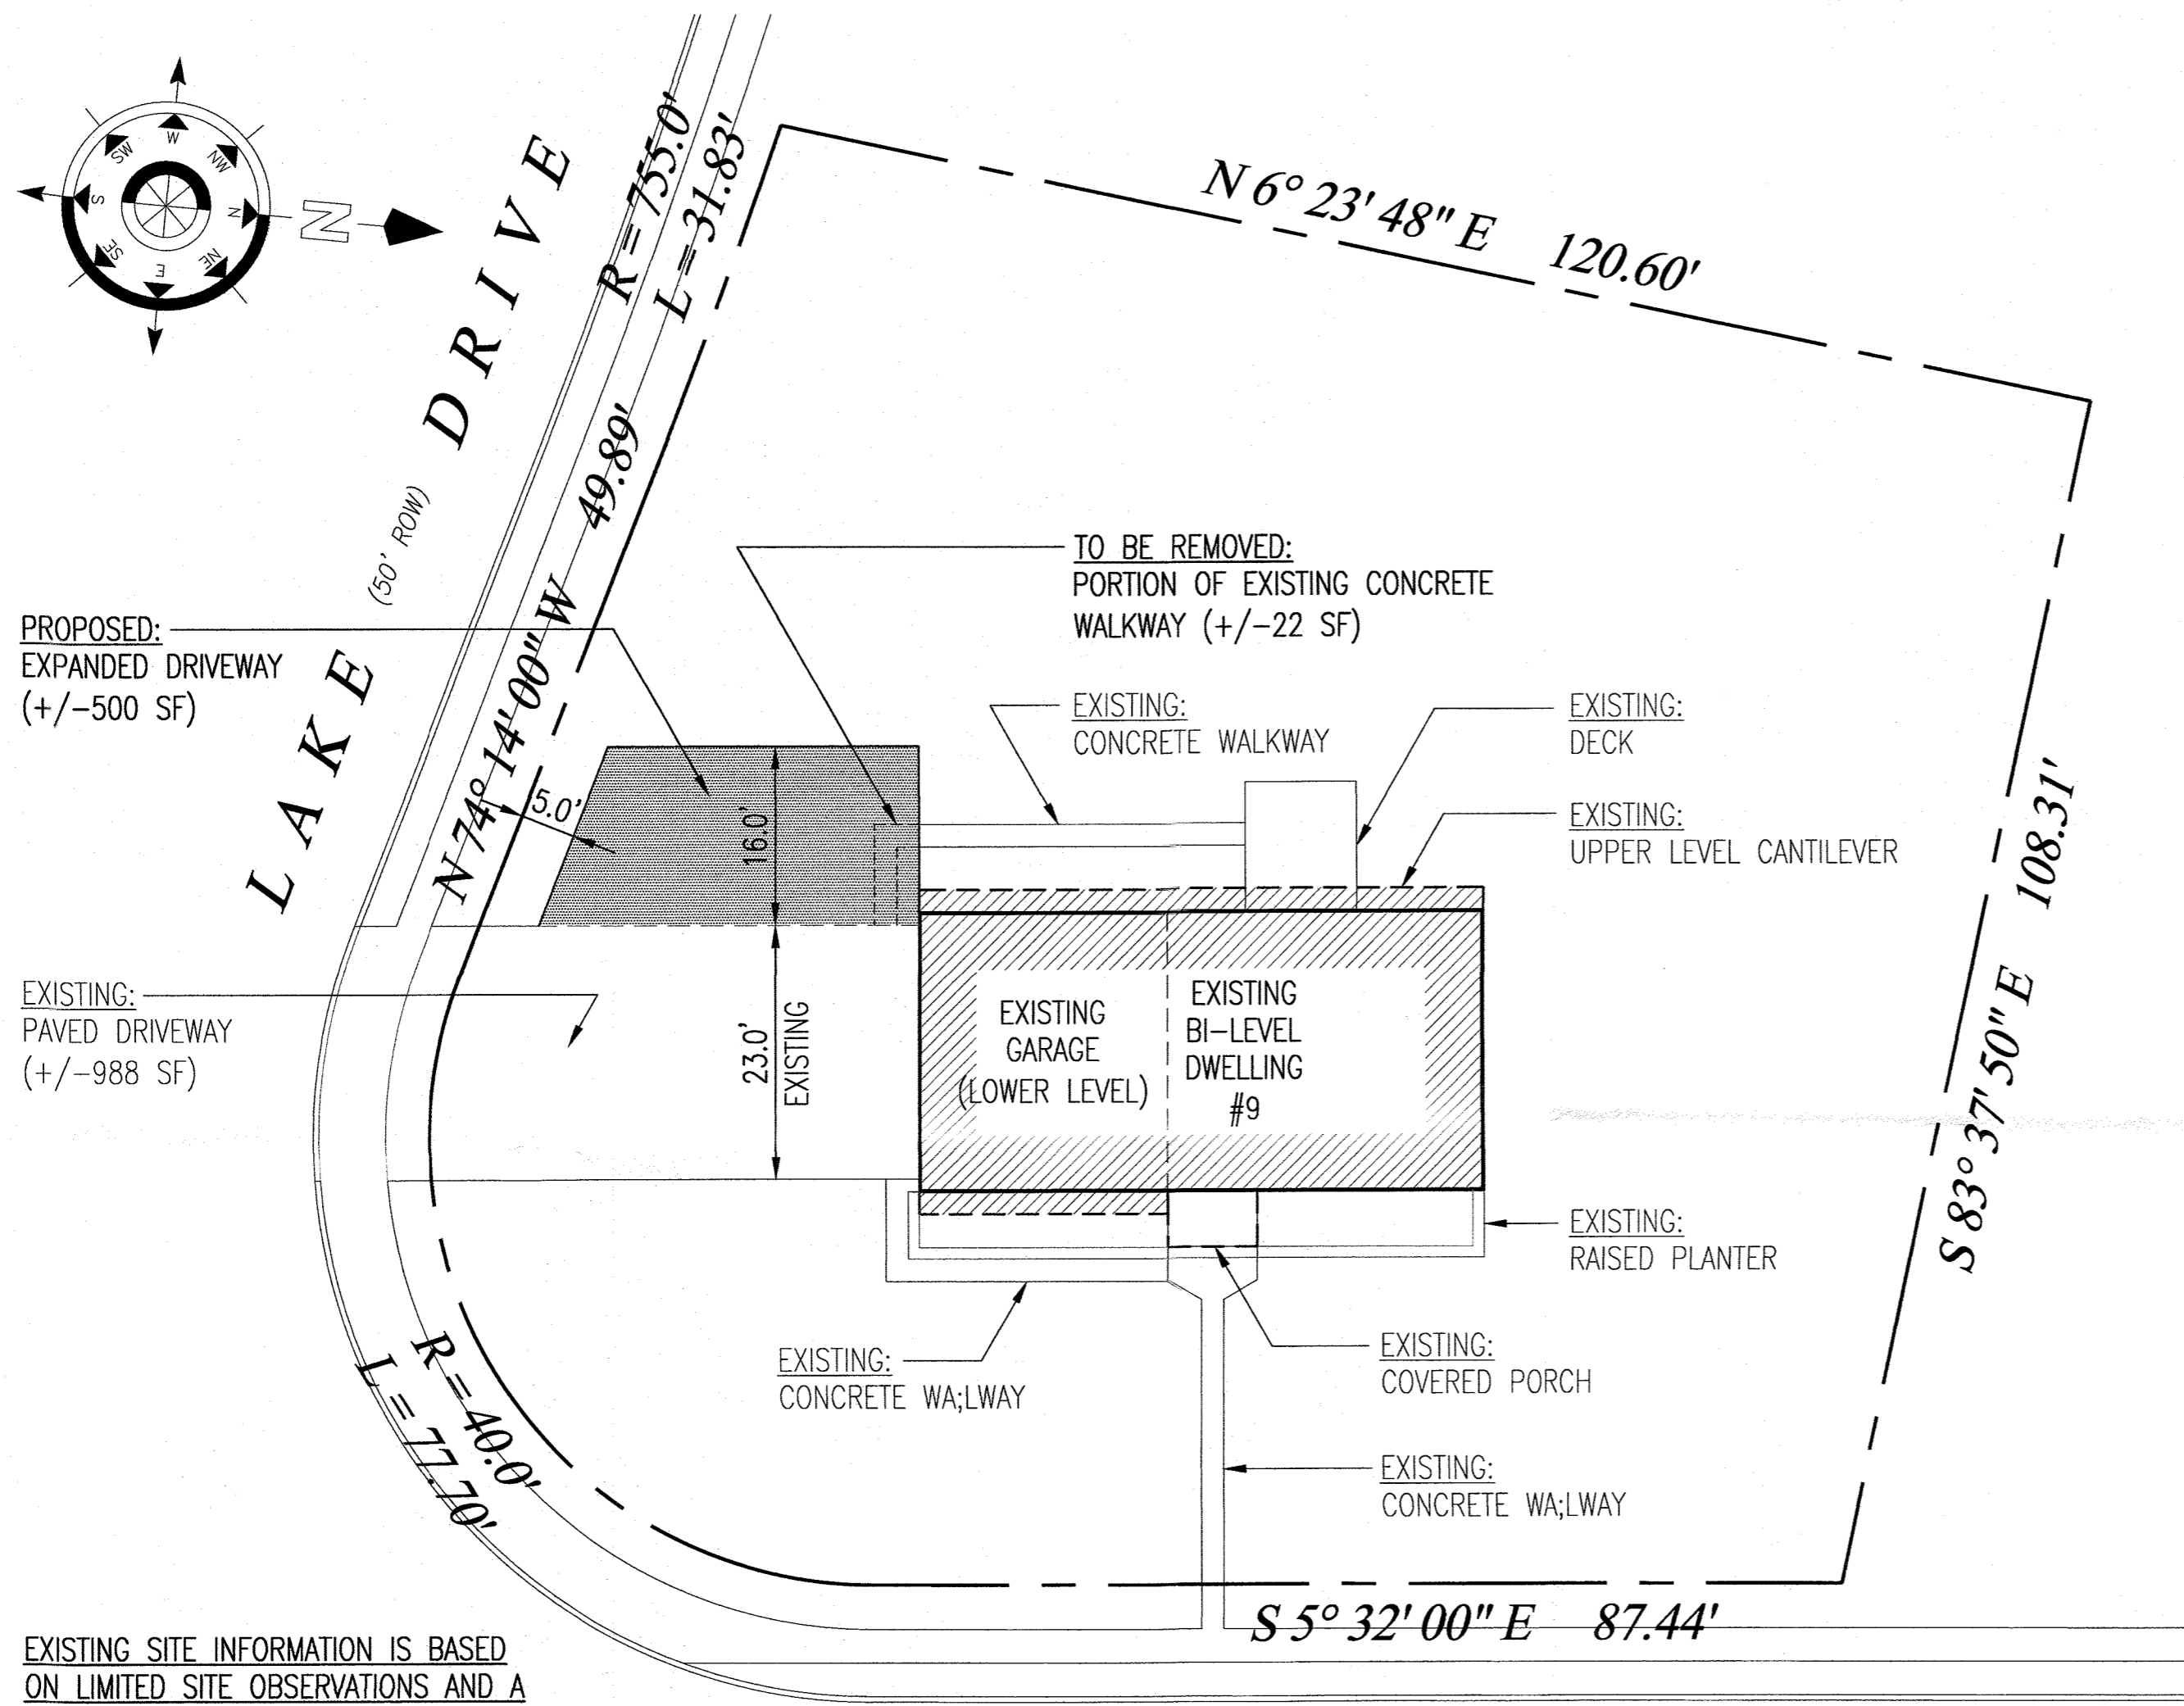 W
NW
N
NE
E
SE
S
SW
N
LAKE DRIVE
(50' ROW)
R = 755.0'
L = 31.83'
N 6° 23' 48" E 120.60'
N 74° 14' 00" W 49.89'
TO BE REMOVED:
PORTION OF EXISTING CONCRETE
WALKWAY (+/-22 SF)
PROPOSED:
EXPANDED DRIVEWAY
(+/-500 SF)
EXISTING:
CONCRETE WALKWAY
EXISTING:
DECK
EXISTING:
UPPER LEVEL CANTILEVER
5.0'
16.0'
S 83° 37' 50" E 108.31'
EXISTING:
PAVED DRIVEWAY
(+/-988 SF)
23.0'
EXISTING
EXISTING
GARAGE
(LOWER LEVEL)
EXISTING
BI-LEVEL
DWELLING
#9
EXISTING:
RAISED PLANTER
EXISTING:
CONCRETE WA;LWAY
EXISTING:
COVERED PORCH
EXISTING:
CONCRETE WA;LWAY
R = 40.0'
L = 77.70'
S 5° 32' 00" E 87.44'
EXISTING SITE INFORMATION IS BASED
ON LIMITED SITE OBSERVATIONS AND A